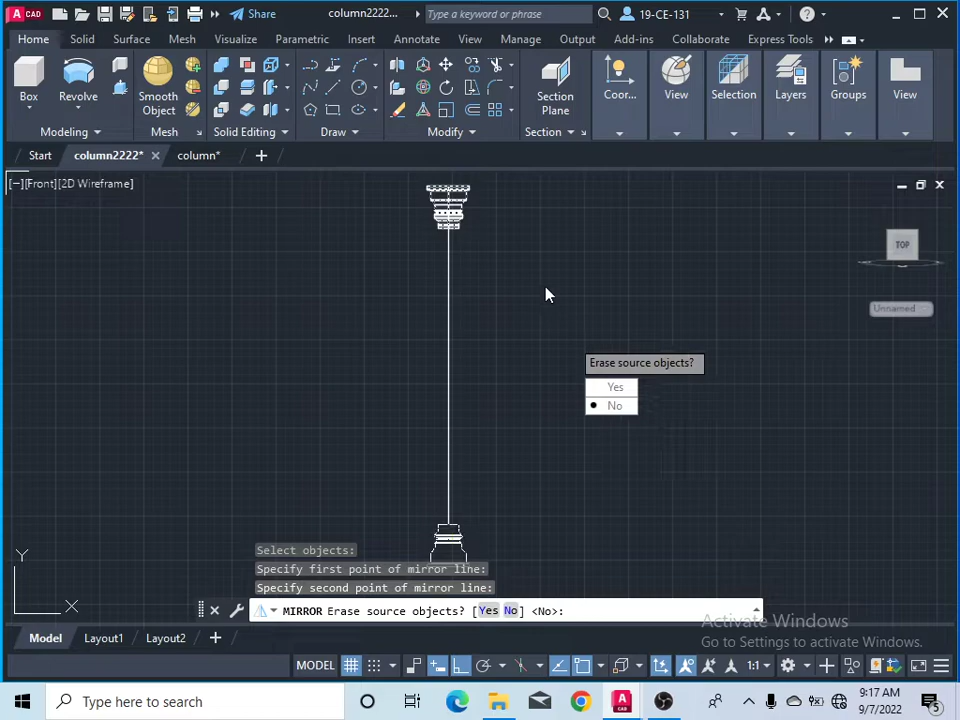 CAD
Share
column2222...
Type a keyword or phrase
19-CE-131
Home Solid Surface Mesh Visualize Parametric Insert Annotate View Manage Output Add-ins Collaborate Express Tools
Box
Revolve
Smooth
Object
Section
Plane
Coor...
View
Selection
Layers
Groups
View
Modeling
Mesh
Solid Editing
Draw
Modify
Section
Start
column2222*
column*
[−][Front][2D Wireframe]
TOP
Unnamed
Erase source objects?
Yes
No
Y
X
Select objects:
Specify first point of mirror line:
Specify second point of mirror line:
MIRROR Erase source objects? [Yes No] <No>:
Activate Windows
Go to Settings to activate Windows.
Model Layout1 Layout2
MODEL
1:1
Type here to search
9:17 AM
9/7/2022
5